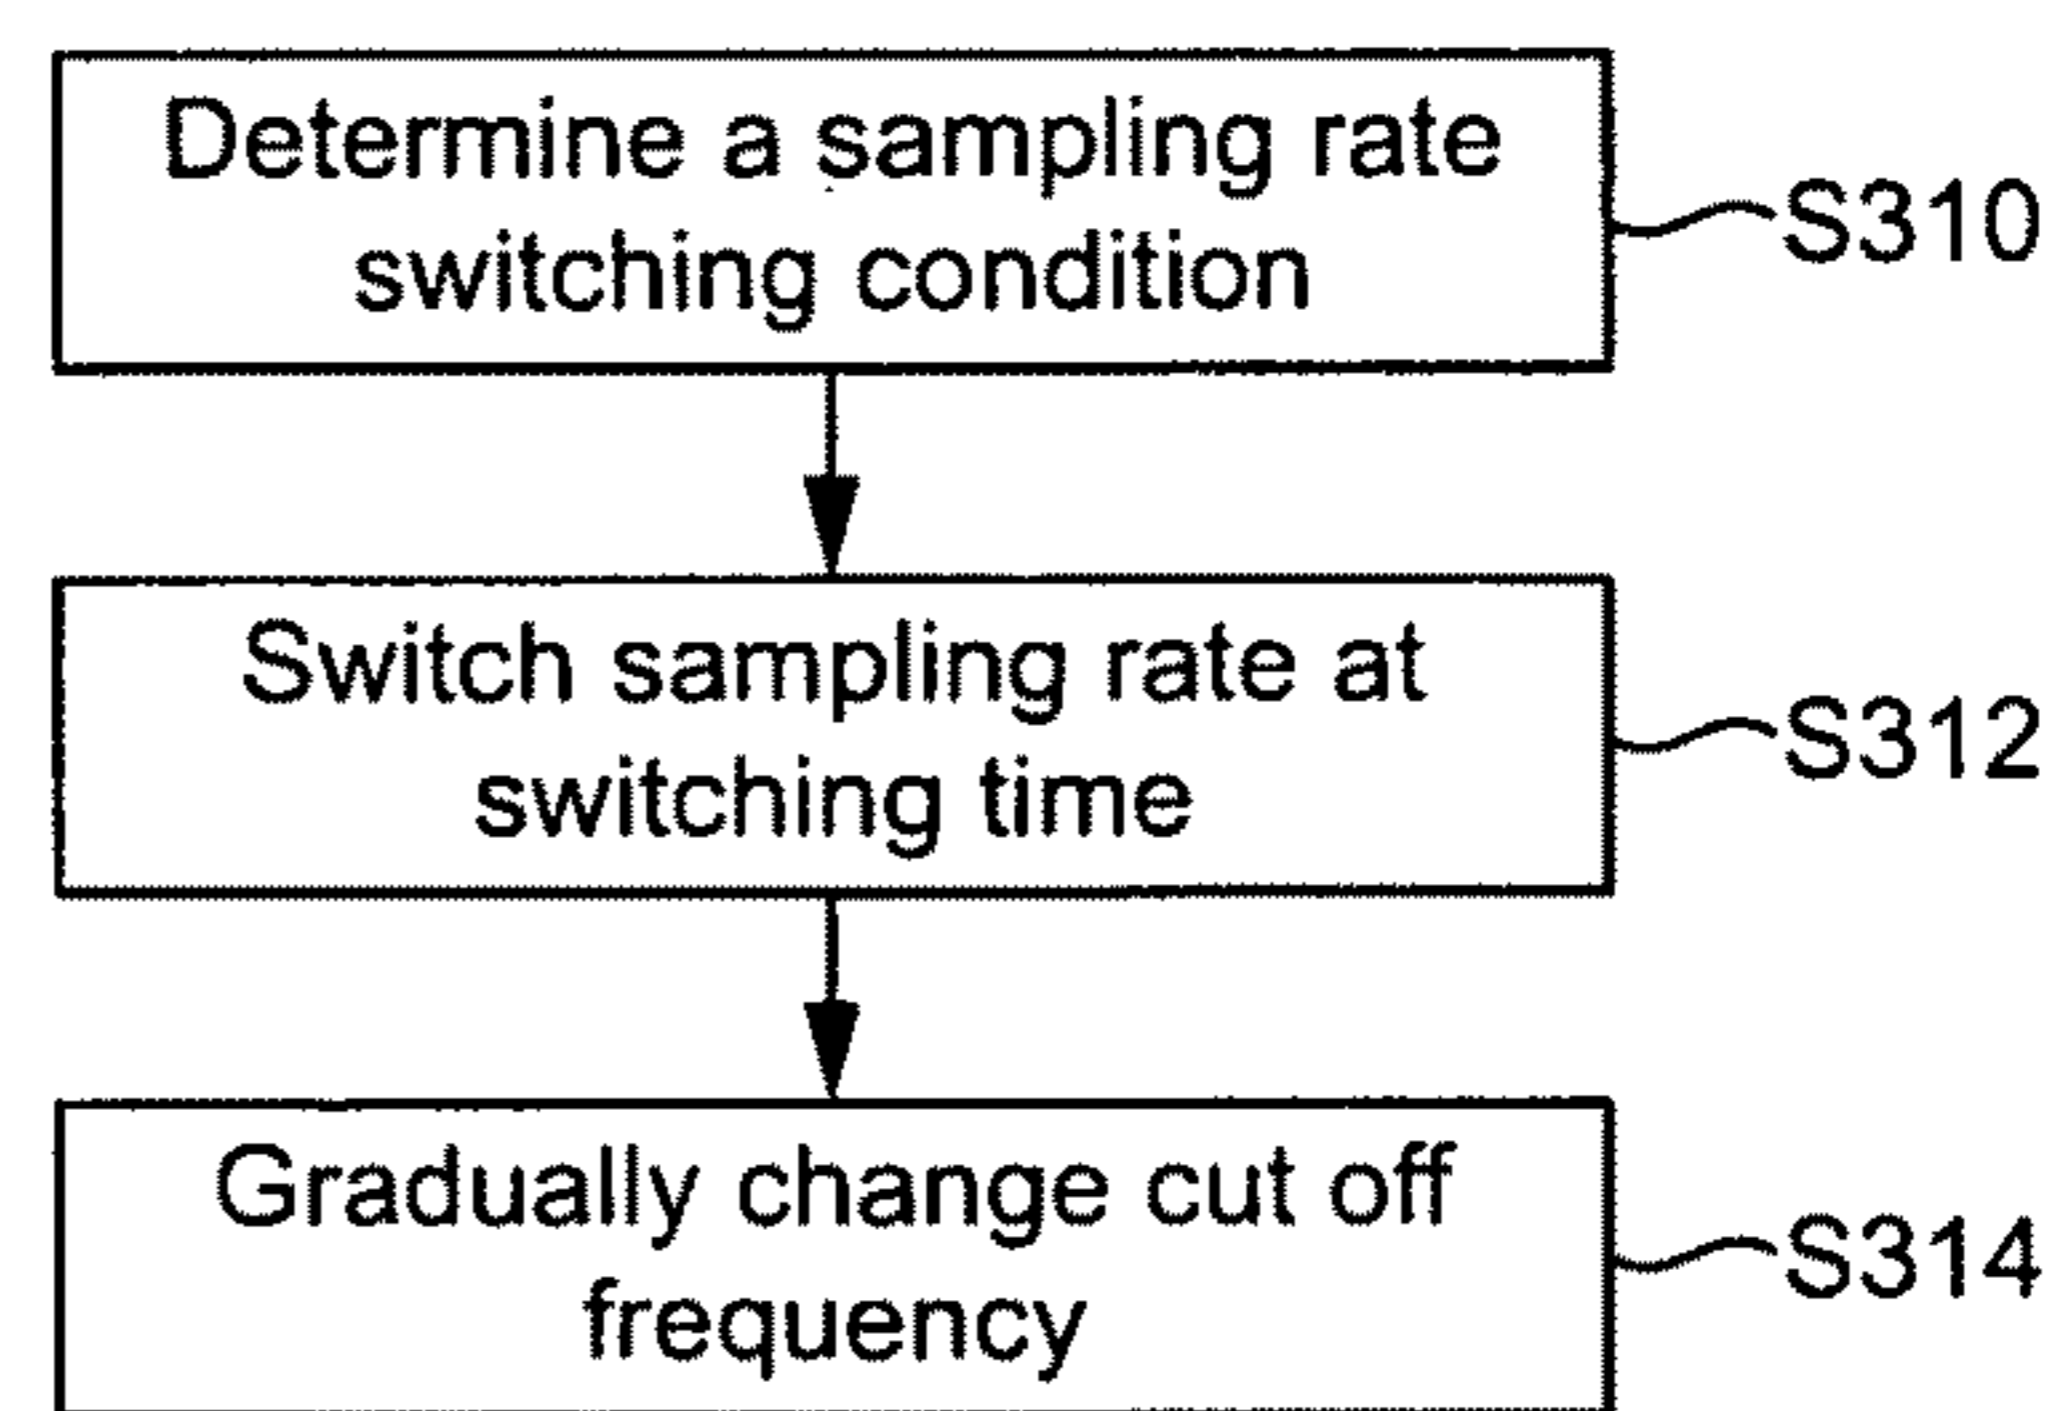 Determine a sampling rate
switching condition
S310
Switch sampling rate at
switching time
S312
Gradually change cut off
frequency
S314